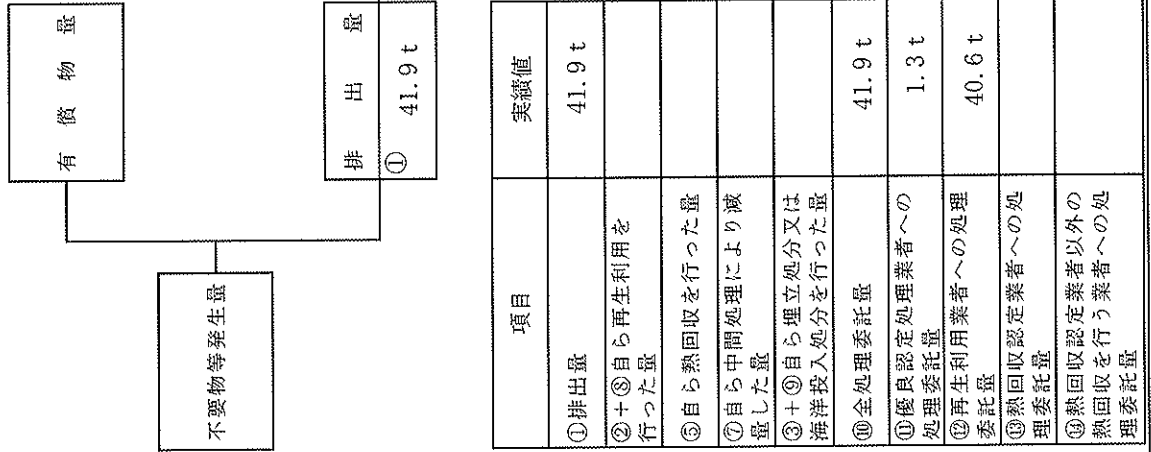 不要物等発生量
有償物量
排出量
① 41.9t
項目 実績値
①排出量 41.9t
②+⑧自ら再生利用を
行った量
⑤自ら熱回収を行った量
⑦自ら中間処理により減
量した量
③+⑨自ら埋立処分又は
海洋投入処分を行った量
⑩全処理委託量 41.9t
⑪優良認定処理業者への
処理委託量 1.3t
⑫再生利用業者への処理
委託量 40.6t
⑬熱回収認定業者への処
理委託量
⑭熱回収認定業者以外の
熱回収を行う業者への処
理委託量